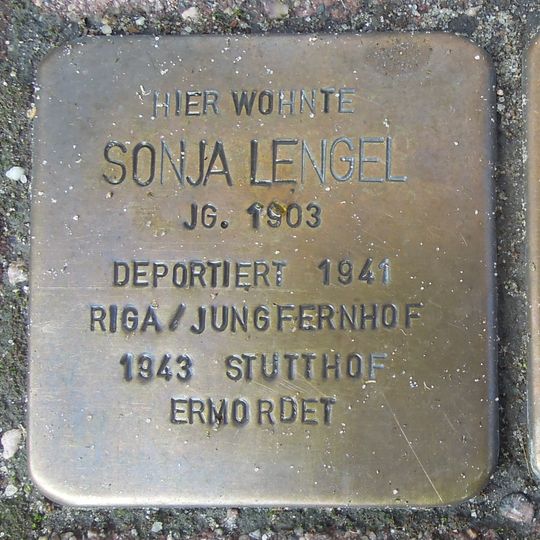 HIER WOHNTE
SONJA LENGEL
JG. 1903
DEPORTIERT 1941
RIGA/JUNGFERNHOF
1943 STUTTHOF
ERMORDET